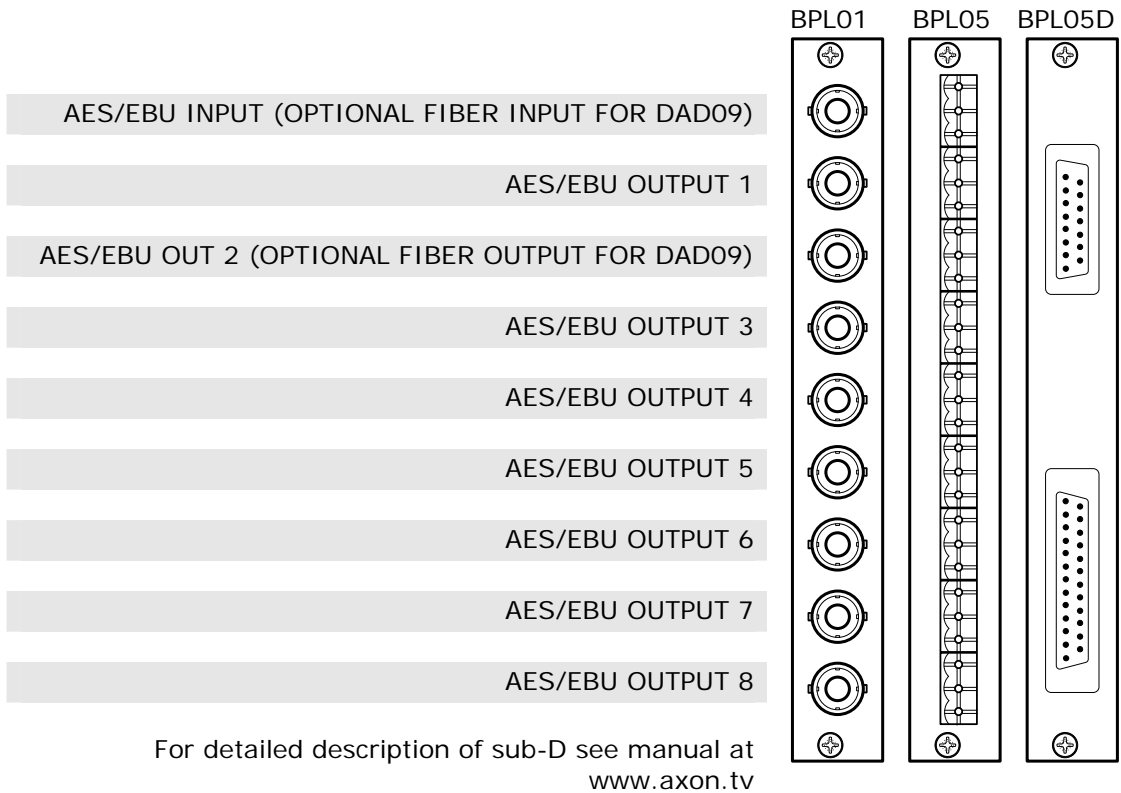 BPL01 BPL05 BPL05D
AES/EBU INPUT (OPTIONAL FIBER INPUT FOR DAD09)
AES/EBU OUTPUT 1
AES/EBU OUT 2 (OPTIONAL FIBER OUTPUT FOR DAD09)
AES/EBU OUTPUT 3
AES/EBU OUTPUT 4
AES/EBU OUTPUT 5
AES/EBU OUTPUT 6
AES/EBU OUTPUT 7
AES/EBU OUTPUT 8
For detailed description of sub-D see manual at
www.axon.tv